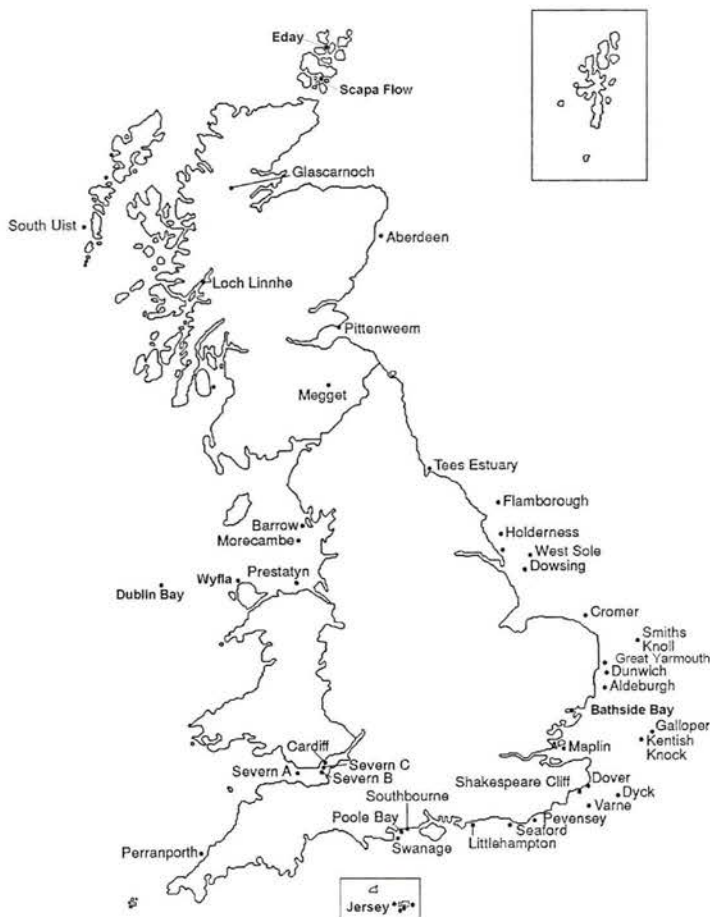 Eday
Scapa Flow
Glascarnoch
South Uist
Aberdeen
Loch Linnhe
Pittenweem
Megget
Tees Estuary
Flamborough
Barrow
Morecambe
Holderness
West Sole
Dowsing
Wyfla
Prestatyn
Dublin Bay
Cromer
Smiths
Knoll
Great Yarmouth
Dunwich
Aldeburgh
Bathside Bay
Galloper
Kentish
Knock
Maplin
Cardiff
Severn C
Severn A
Severn B
Shakespeare Cliff
Dover
Dyck
Varne
Southbourne
Poole Bay
Pevensey
Seaford
Swanage
Littlehampton
Perranporth
Jersey